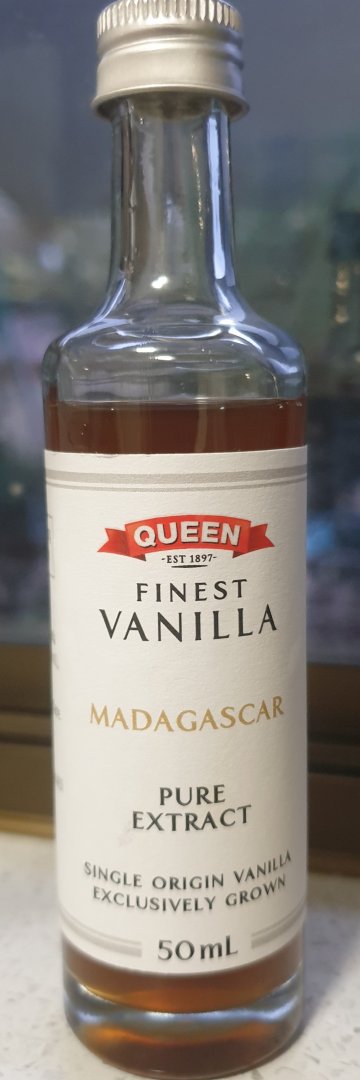 QUEEN
-EST 1897-
FINEST
VANILLA
MADAGASCAR
PURE
EXTRACT
SINGLE ORIGIN VANILLA
EXCLUSIVELY GROWN
50mL